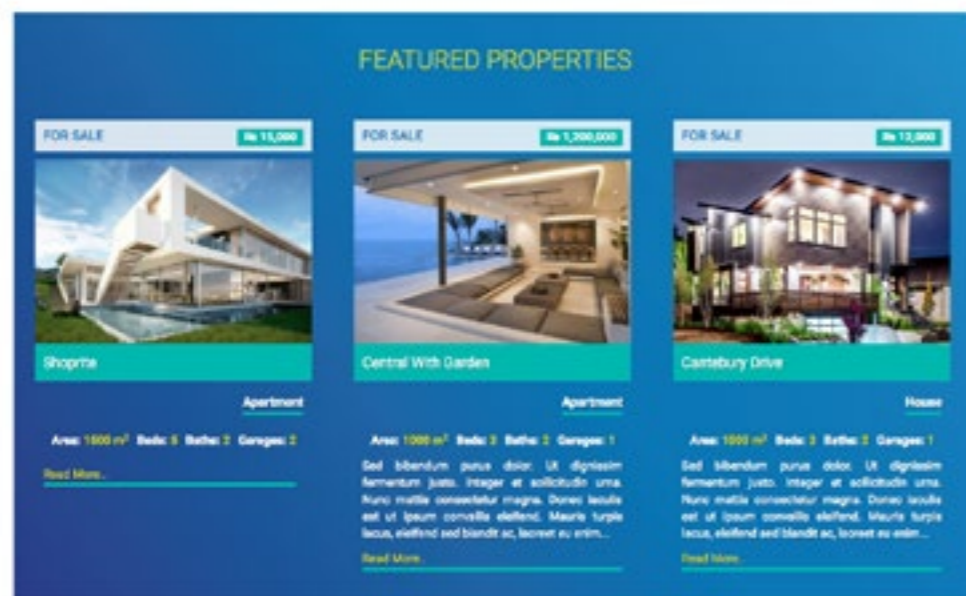 FEATURED PROPERTIES
FOR SALE
₨ 15,000
Shoprite
Apartment
Area: 1500 m² Beds: 5 Baths: 2 Garages: 2
Read More..
FOR SALE
₨ 1,200,000
Central With Garden
Apartment
Area: 1000 m² Beds: 3 Baths: 2 Garages: 1
Sed bibendum purus dolor. Ut dignissim
fermentum justo. Integer et sollicitudin urna.
Nunc mattis consectetur magna. Donec iaculis
est ut ipsum convallis eleifend. Mauris turpis
lacus, eleifend sed blandit ac, laoreet eu enim...
Read More..
FOR SALE
₨ 12,000
Cantebury Drive
House
Area: 1000 m² Beds: 3 Baths: 2 Garages: 1
Sed bibendum purus dolor. Ut dignissim
fermentum justo. Integer et sollicitudin urna.
Nunc mattis consectetur magna. Donec iaculis
est ut ipsum convallis eleifend. Mauris turpis
lacus, eleifend sed blandit ac, laoreet eu enim...
Read More..